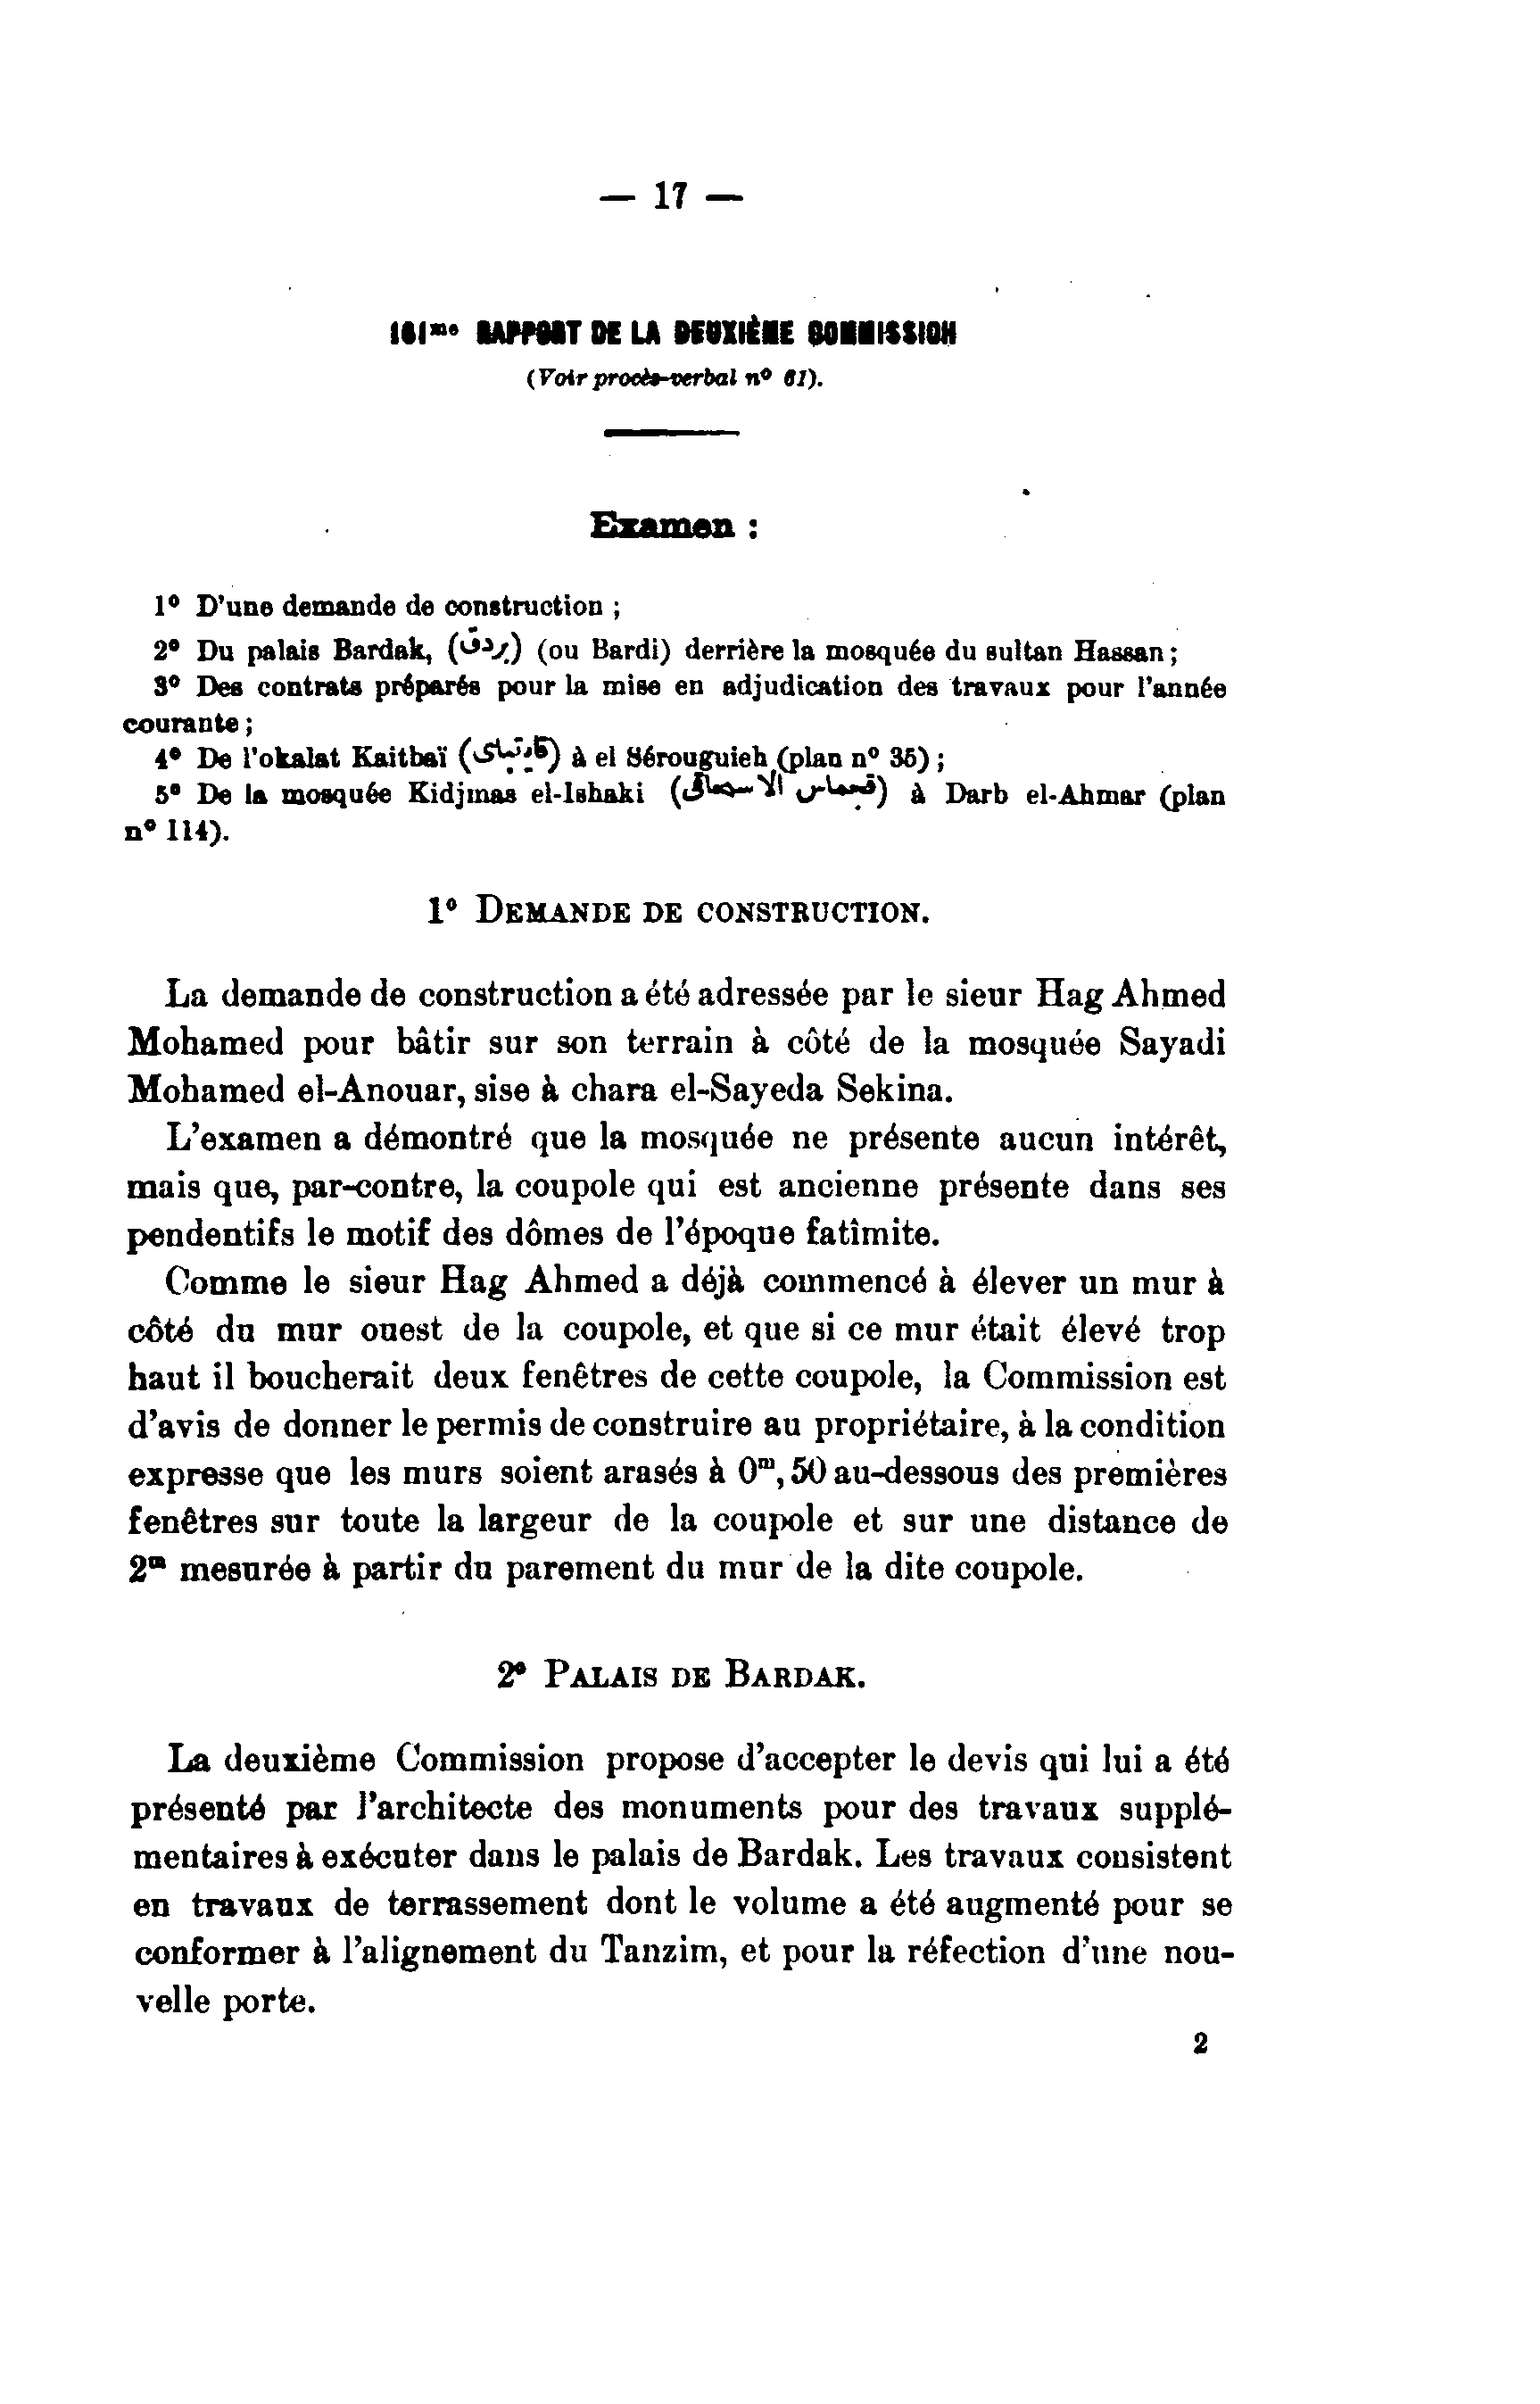 — 17 —
161me RAPPORT DE LA DEUXIÈME COMMISSION
(Voir procès-verbal n° 61).
Examen :
1° D'une demande de construction ;
2° Du palais Bardak, (بردق) (ou Bardi) derrière la mosquée du sultan Hassan ;
3° Des contrats préparés pour la mise en adjudication des travaux pour l'année
courante ;
4° De l'okalat Kaitbaï (قايتباى) à el Sérouguieh (plan n° 35) ;
5° De la mosquée Kidjmas el-Ishaki (قجماس الاسحاقى) à Darb el-Ahmar (plan
n° 114).
1° DEMANDE DE CONSTRUCTION.
La demande de construction a été adressée par le sieur Hag Ahmed
Mohamed pour bâtir sur son terrain à côté de la mosquée Sayadi
Mohamed el-Anouar, sise à chara el-Sayeda Sekina.
L'examen a démontré que la mosquée ne présente aucun intérêt,
mais que, par-contre, la coupole qui est ancienne présente dans ses
pendentifs le motif des dômes de l'époque fatîmite.
Comme le sieur Hag Ahmed a déjà commencé à élever un mur à
côté du mur ouest de la coupole, et que si ce mur était élevé trop
haut il boucherait deux fenêtres de cette coupole, la Commission est
d'avis de donner le permis de construire au propriétaire, à la condition
expresse que les murs soient arasés à 0m, 50 au-dessous des premières
fenêtres sur toute la largeur de la coupole et sur une distance de
2m mesurée à partir du parement du mur de la dite coupole.
2° PALAIS DE BARDAK.
La deuxième Commission propose d'accepter le devis qui lui a été
présenté par l'architecte des monuments pour des travaux supplé-
mentaires à exécuter dans le palais de Bardak. Les travaux consistent
en travaux de terrassement dont le volume a été augmenté pour se
conformer à l'alignement du Tanzim, et pour la réfection d'une nou-
velle porte.
2